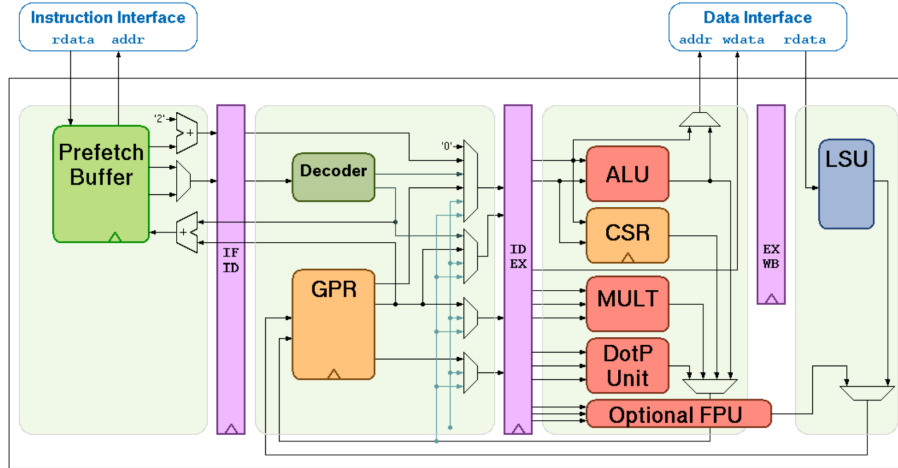 Instruction Interface
rdata addr
Data Interface
addr wdata rdata
'2'
+
Prefetch
Buffer
+
IF
ID
'0'
Decoder
GPR
ID
EX
ALU
CSR
MULT
DotP
Unit
Optional FPU
EX
WB
LSU